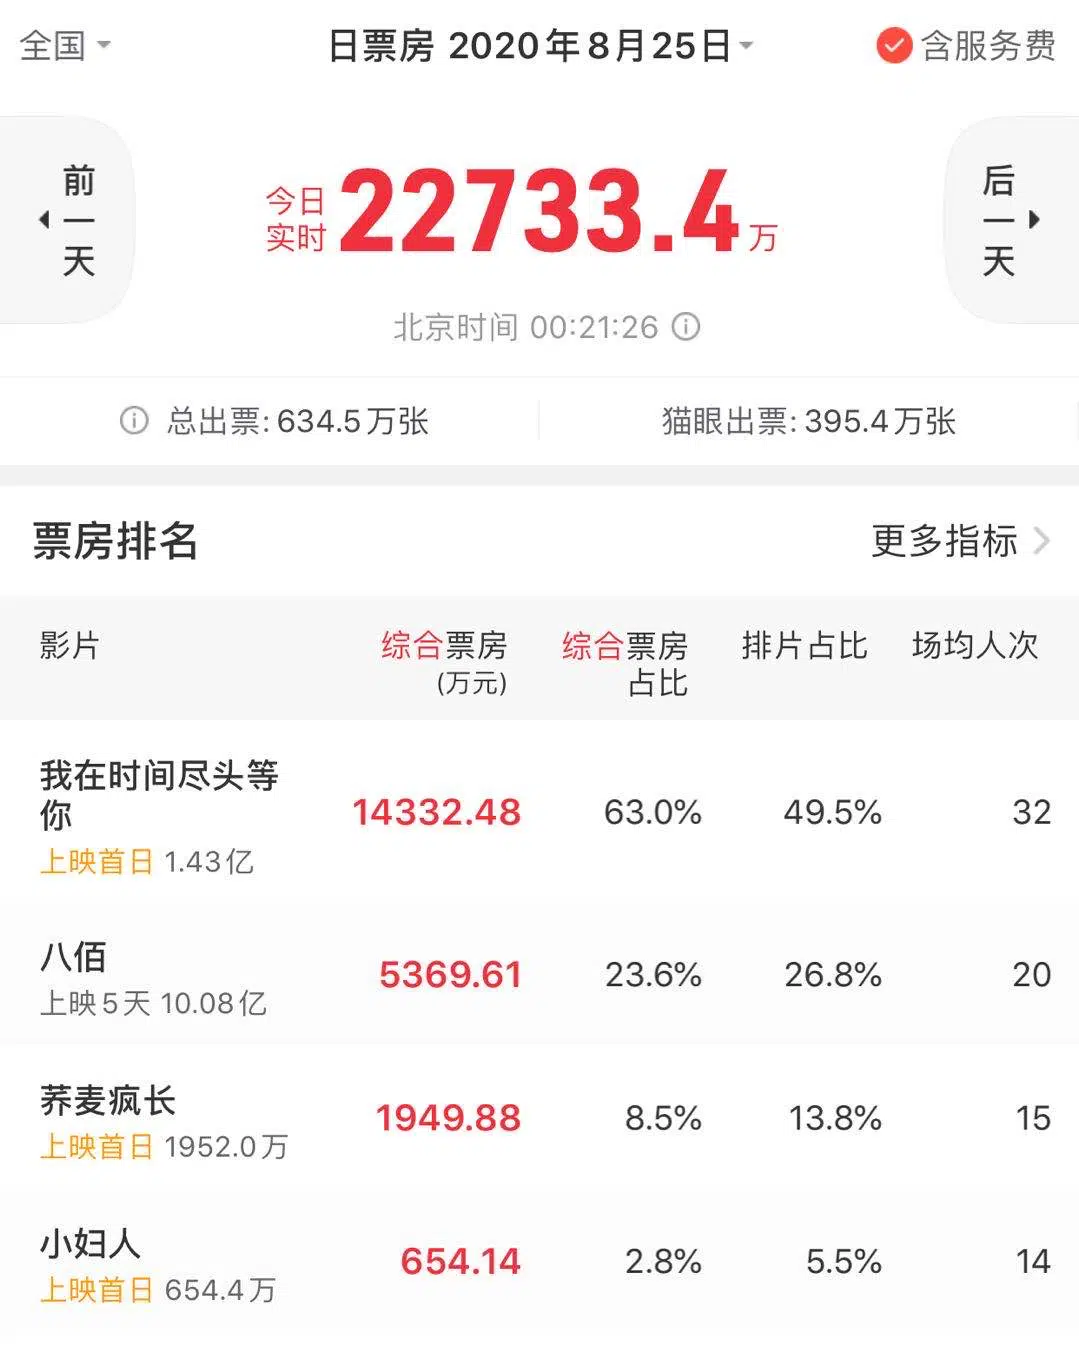 全国
日票房 2020年8月25日
含服务费
前一天
今日实时 22733.4万
后一天
北京时间 00:21:26
总出票:634.5万张
猫眼出票:395.4万张
票房排名
更多指标
影片
综合票房
(万元)
综合票房
占比
排片占比
场均人次
我在时间尽头等
你
14332.48
63.0%
49.5%
32
上映首日 1.43亿
八佰
5369.61
23.6%
26.8%
20
上映5天 10.08亿
荞麦疯长
1949.88
8.5%
13.8%
15
上映首日 1952.0万
小妇人
654.14
2.8%
5.5%
14
上映首日 654.4万